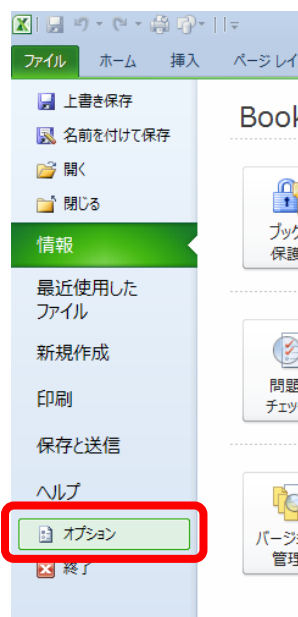 ファイル ホーム 挿入 ページ レイ
上書き保存
名前を付けて保存
開く
閉じる
情報
最近使用した
ファイル
新規作成
印刷
保存と送信
ヘルプ
オプション
終了
Book
ブック
保護
問題
チェッ
バージョ
管理